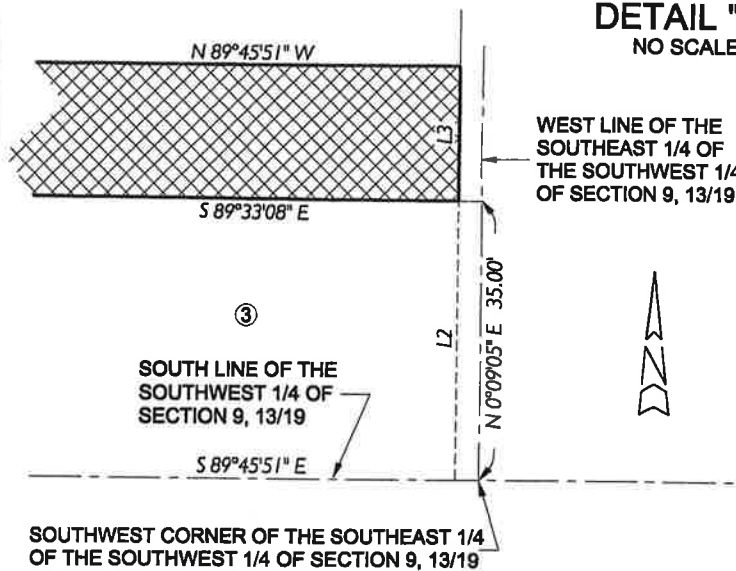 DETAIL "
NO SCALE
N 89°45'51" W
L3
WEST LINE OF THE
SOUTHEAST 1/4 OF
THE SOUTHWEST 1/4
OF SECTION 9, 13/19
S 89°33'08" E
③
L2
N 0°09'05" E 35.00'
N
SOUTH LINE OF THE
SOUTHWEST 1/4 OF
SECTION 9, 13/19
S 89°45'51" E
SOUTHWEST CORNER OF THE SOUTHEAST 1/4
OF THE SOUTHWEST 1/4 OF SECTION 9, 13/19